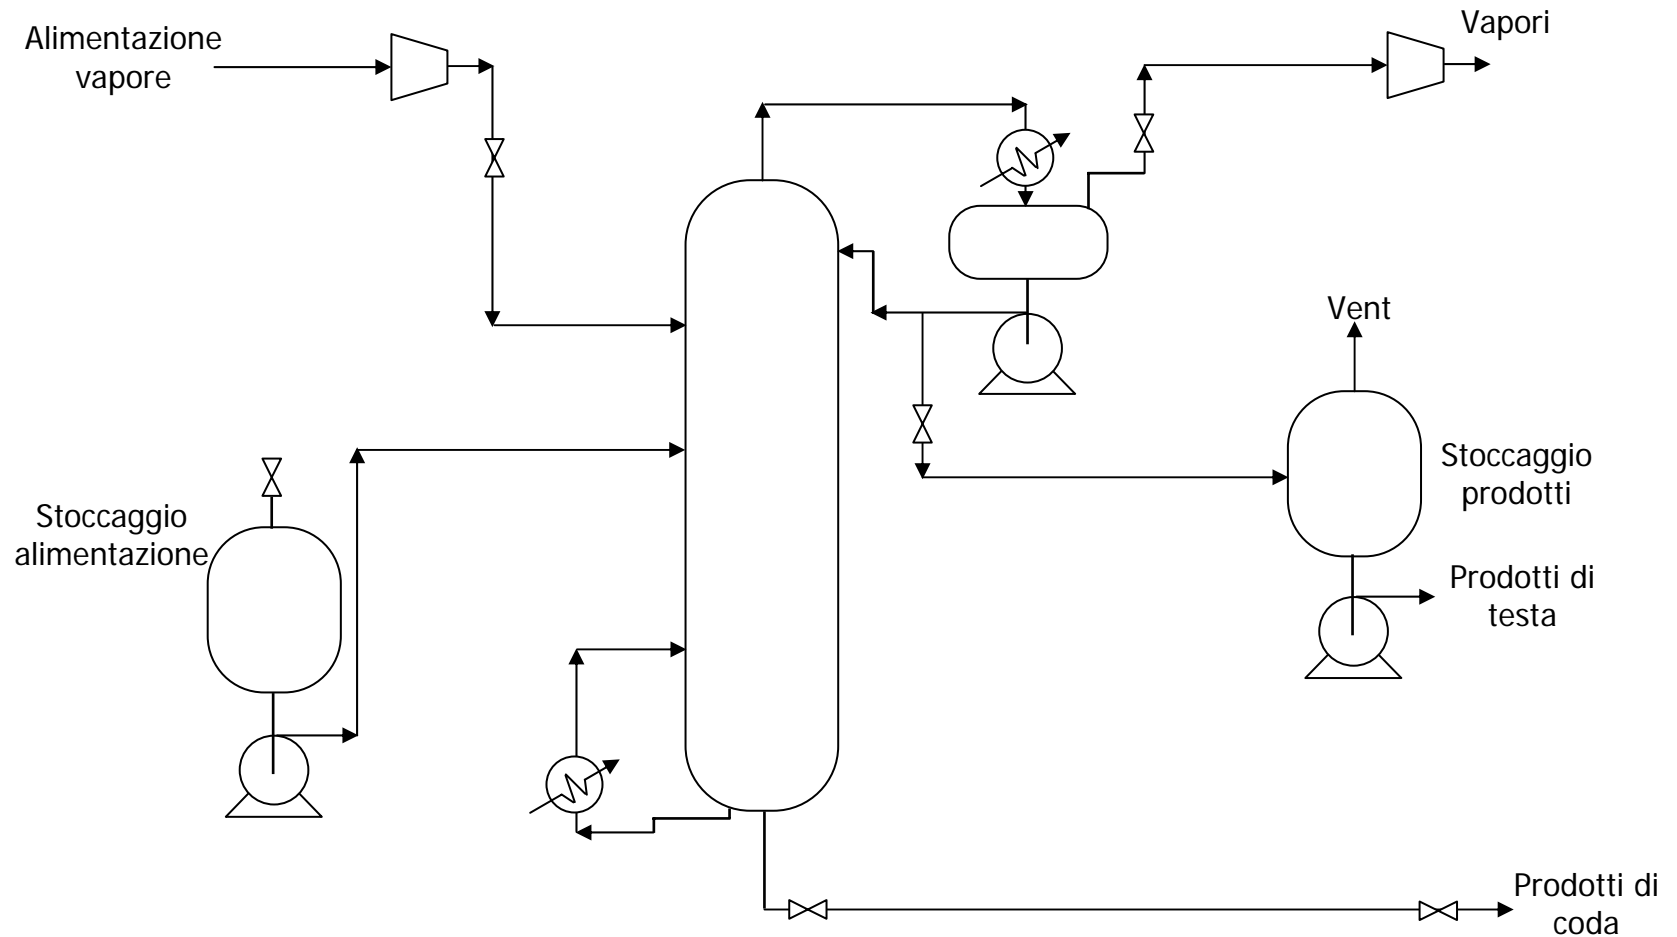 Alimentazione
vapore
Vapori
Vent
Stoccaggio
prodotti
Stoccaggio
alimentazione
Prodotti di
testa
Prodotti di
coda